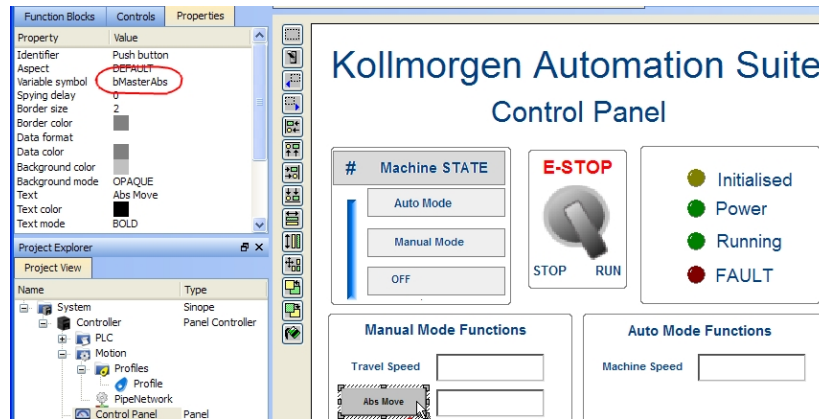 Function Blocks Controls Properties
Property Value
Identifier Push button
Aspect DEFAULT
Variable symbol bMasterAbs
Spying delay 0
Border size 2
Border color
Data format
Data color
Background color
Background mode OPAQUE
Text Abs Move
Text color
Text mode BOLD
Project Explorer
Project View
Name Type
System Sinope
Controller Panel Controller
PLC
Motion
Profiles
Profile
PipeNetwork
Control Panel Panel
Kollmorgen Automation Suite
Control Panel
# Machine STATE
Auto Mode
Manual Mode
OFF
E-STOP
STOP RUN
Initialised
Power
Running
FAULT
Manual Mode Functions
Travel Speed
Abs Move
Auto Mode Functions
Machine Speed